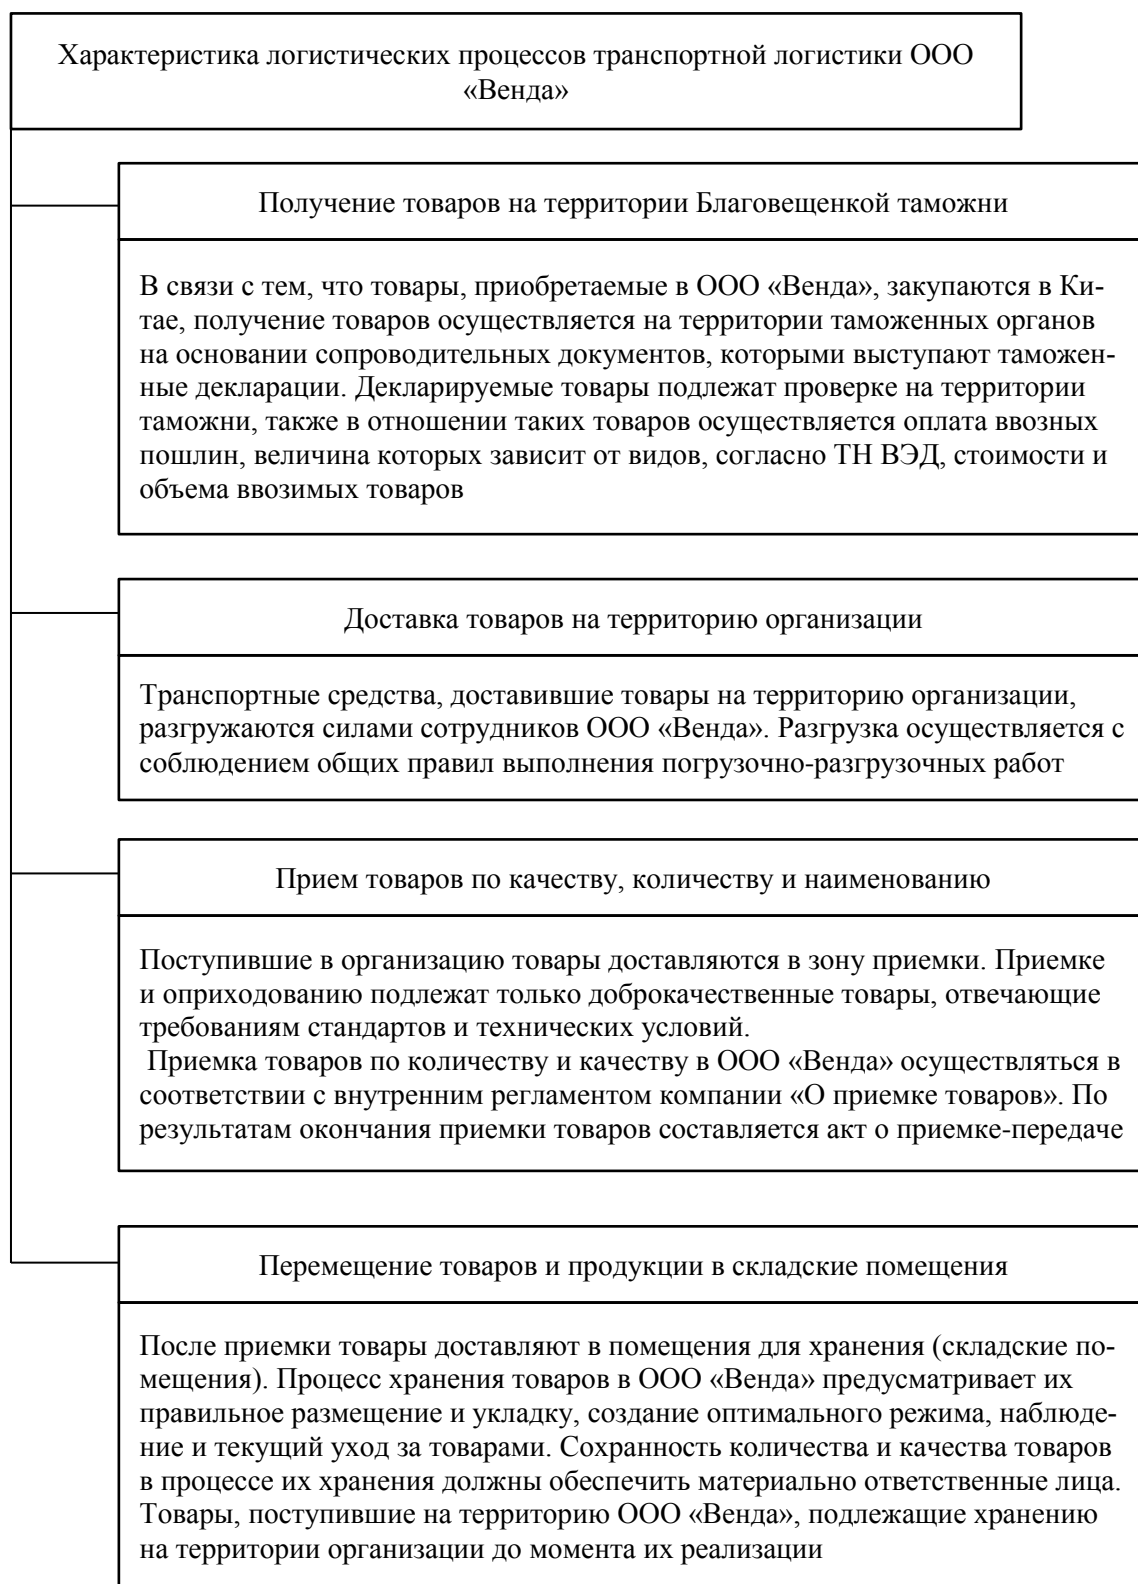 Характеристика логистических процессов транспортной логистики ООО
«Венда»
Получение товаров на территории Благовещенкой таможни
В связи с тем, что товары, приобретаемые в ООО «Венда», закупаются в Ки-
тае, получение товаров осуществляется на территории таможенных органов
на основании сопроводительных документов, которыми выступают таможен-
ные декларации. Декларируемые товары подлежат проверке на территории
таможни, также в отношении таких товаров осуществляется оплата ввозных
пошлин, величина которых зависит от видов, согласно ТН ВЭД, стоимости и
объема ввозимых товаров
Доставка товаров на территорию организации
Транспортные средства, доставившие товары на территорию организации,
разгружаются силами сотрудников ООО «Венда». Разгрузка осуществляется с
соблюдением общих правил выполнения погрузочно-разгрузочных работ
Прием товаров по качеству, количеству и наименованию
Поступившие в организацию товары доставляются в зону приемки. Приемке
и оприходованию подлежат только доброкачественные товары, отвечающие
требованиям стандартов и технических условий.
Приемка товаров по количеству и качеству в ООО «Венда» осуществляться в
соответствии с внутренним регламентом компании «О приемке товаров». По
результатам окончания приемки товаров составляется акт о приемке-передаче
Перемещение товаров и продукции в складские помещения
После приемки товары доставляют в помещения для хранения (складские по-
мещения). Процесс хранения товаров в ООО «Венда» предусматривает их
правильное размещение и укладку, создание оптимального режима, наблюде-
ние и текущий уход за товарами. Сохранность количества и качества товаров
в процессе их хранения должны обеспечить материально ответственные лица.
Товары, поступившие на территорию ООО «Венда», подлежащие хранению
на территории организации до момента их реализации